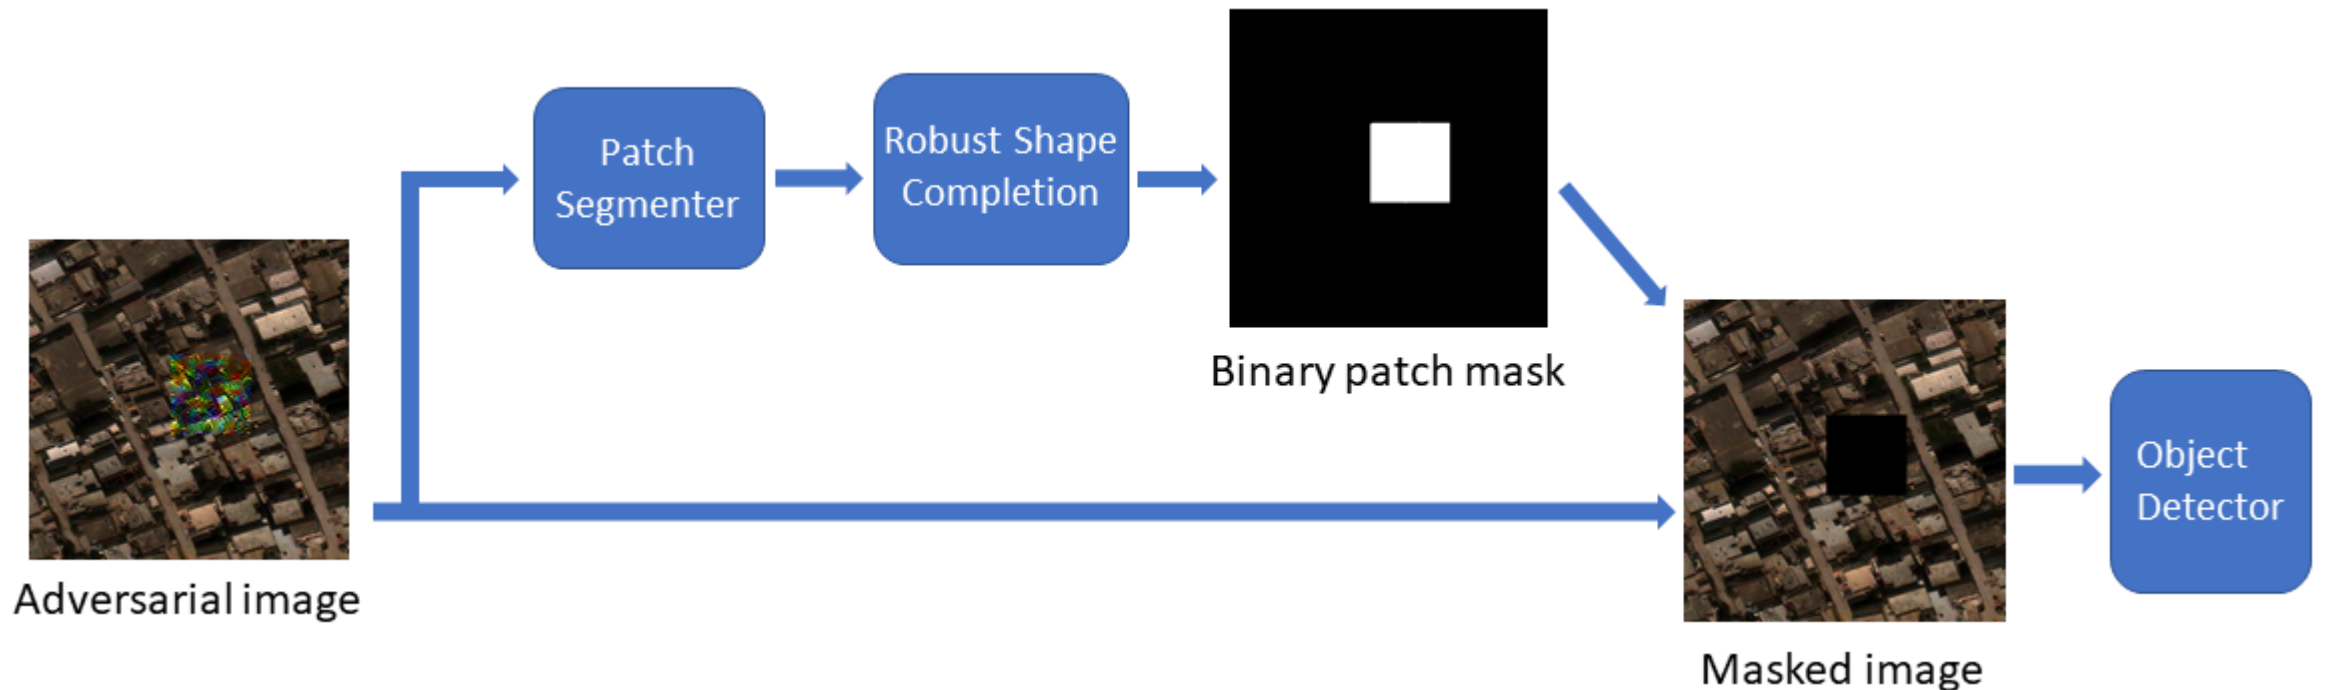 Patch
Segmenter
Robust Shape
Completion
Binary patch mask
Adversarial image
Object
Detector
Masked image